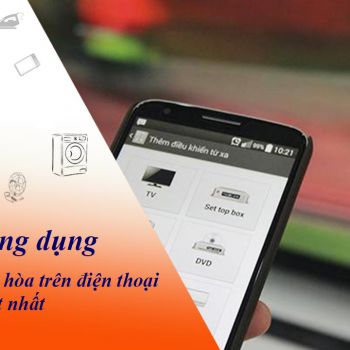 10:21
Thêm điều khiển từ xa
TV
Set top box
DVD
ng dụng
hòa trên điện thoại
t nhất